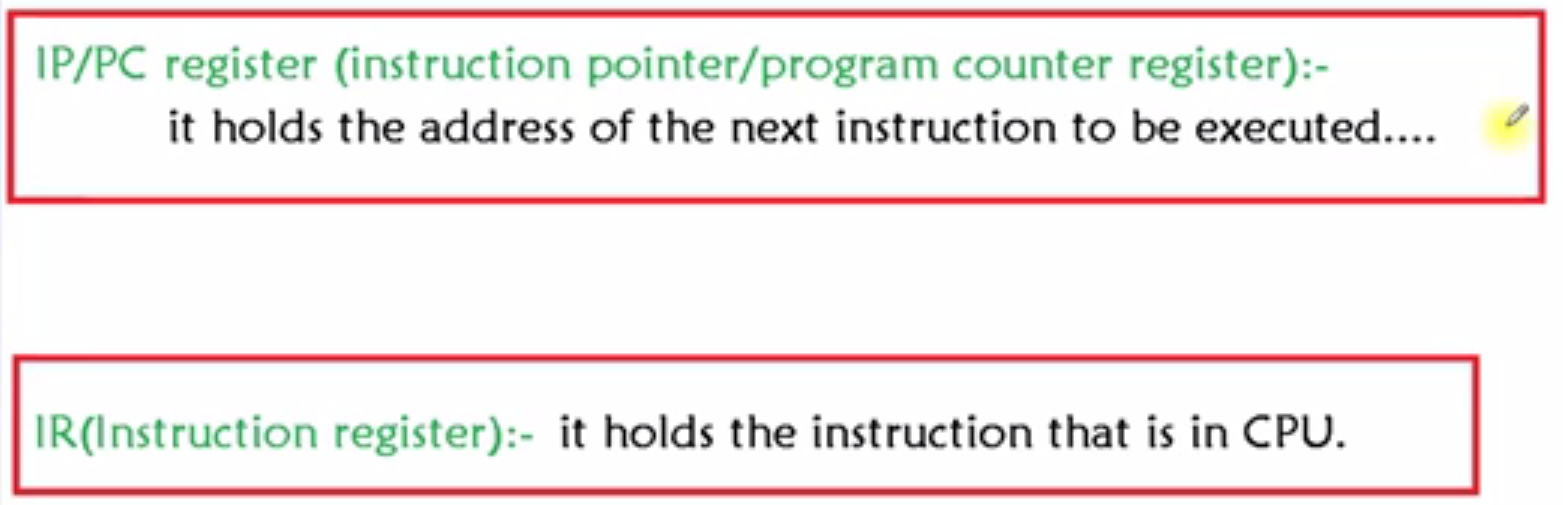 IP/PC register (instruction pointer/program counter register):-
it holds the address of the next instruction to be executed....
IR(Instruction register):- it holds the instruction that is in CPU.